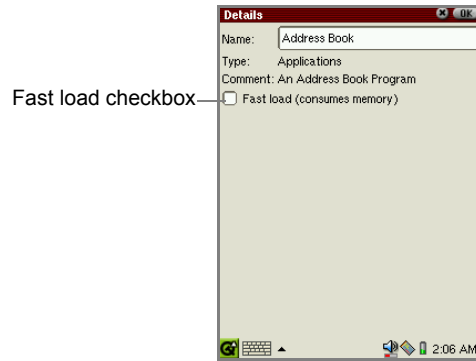 Details OK
Name: Address Book
Type: Applications
Comment: An Address Book Program
Fast load checkbox
Fast load (consumes memory)
2:06 AM